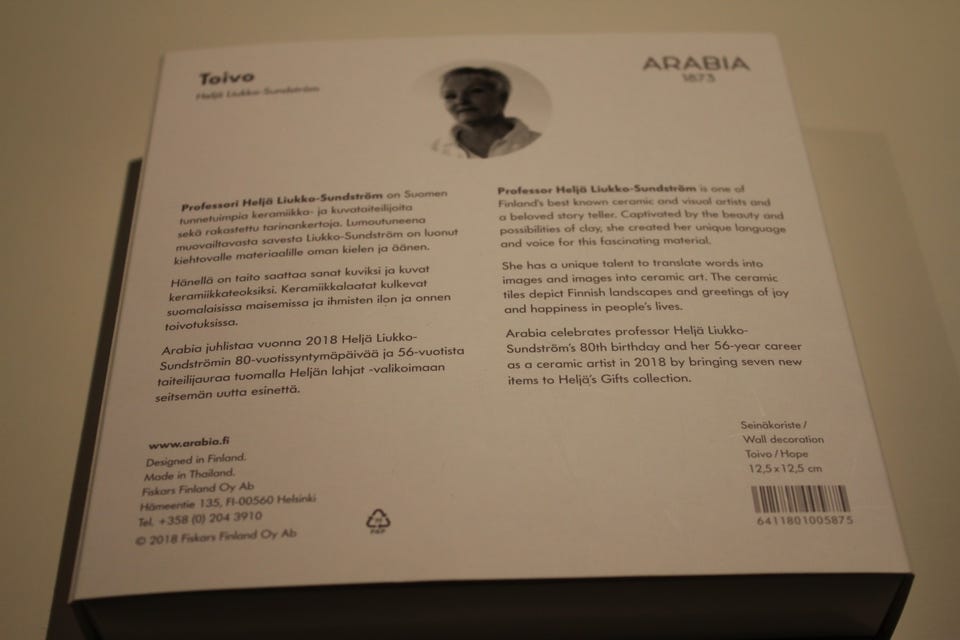 Toivo
Heljä Liukko-Sundström
ARABIA
1873
Professori Heljä Liukko-Sundström on Suomen
tunnetuimpia keramiikka- ja kuvataiteilijoita
sekä rakastettu tarinankertoja. Lumoutuneena
muovailtavasta savesta Liukko-Sundström on luonut
kiehtovalle materiaalille oman kielen ja äänen.
Hänellä on taito saattaa sanat kuviksi ja kuvat
keramiikkateoksiksi. Keramiikkalaatat kulkevat
suomalaisissa maisemissa ja ihmisten ilon ja onnen
toivotuksissa.
Arabia juhlistaa vuonna 2018 Heljä Liukko-
Sundströmin 80-vuotissyntymäpäivää ja 56-vuotista
taiteilijauraa tuomalla Heljän lahjat -valikoimaan
seitsemän uutta esinettä.
Professor Heljä Liukko-Sundström is one of
Finland's best known ceramic and visual artists and
a beloved story teller. Captivated by the beauty and
possibilities of clay, she created her unique language
and voice for this fascinating material.
She has a unique talent to translate words into
images and images into ceramic art. The ceramic
tiles depict Finnish landscapes and greetings of joy
and happiness in people's lives.
Arabia celebrates professor Heljä Liukko-
Sundström's 80th birthday and her 56-year career
as a ceramic artist in 2018 by bringing seven new
items to Heljä's Gifts collection.
www.arabia.fi
Designed in Finland.
Made in Thailand.
Fiskars Finland Oy Ab
Hämeentie 135, FI-00560 Helsinki
Tel. +358 (0) 204 3910
© 2018 Fiskars Finland Oy Ab
PAP
Seinäkoriste /
Wall decoration
Toivo / Hope
12,5 x 12,5 cm
6411801005875